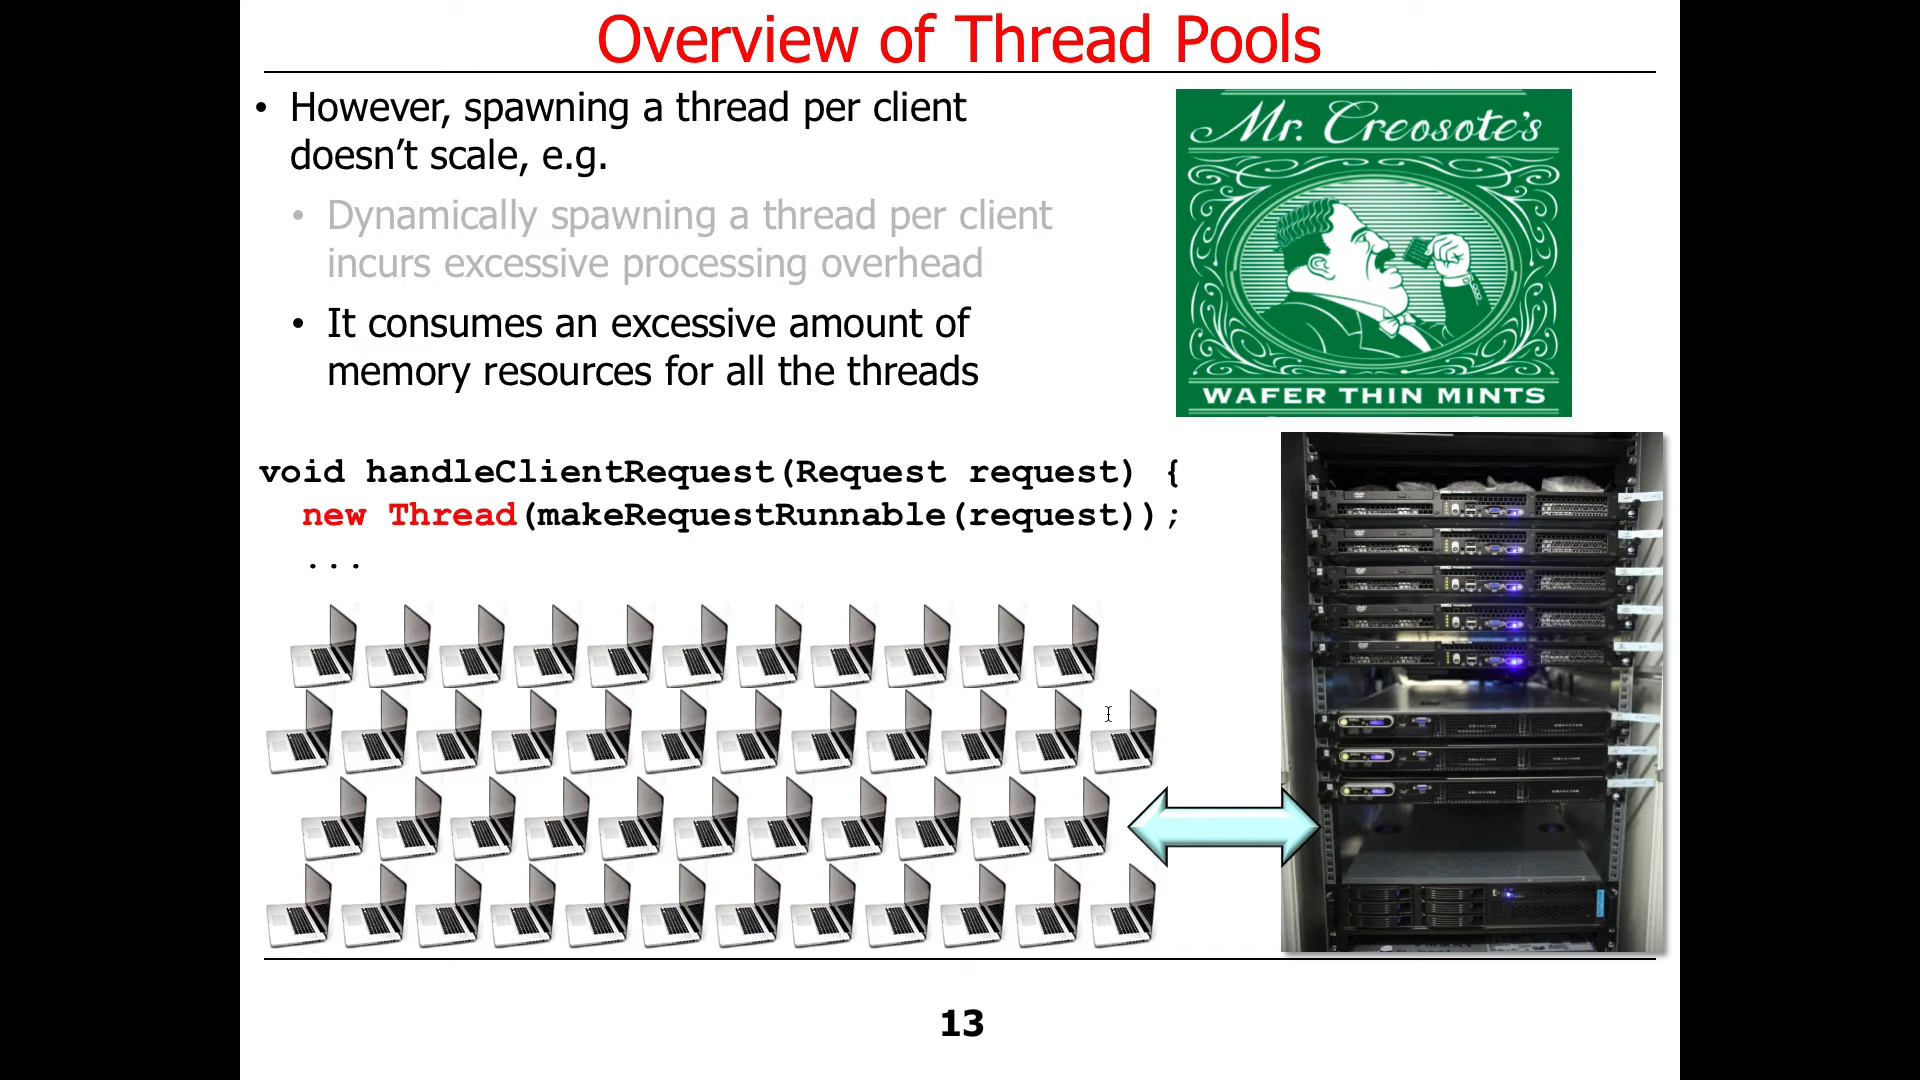 Overview of Thread Pools
• However, spawning a thread per client
doesn’t scale, e.g.
• Dynamically spawning a thread per client
incurs excessive processing overhead
• It consumes an excessive amount of
memory resources for all the threads
Mr. Creosote's
WAFER THIN MINTS
void handleClientRequest(Request request) {
new Thread(makeRequestRunnable(request));
...
13